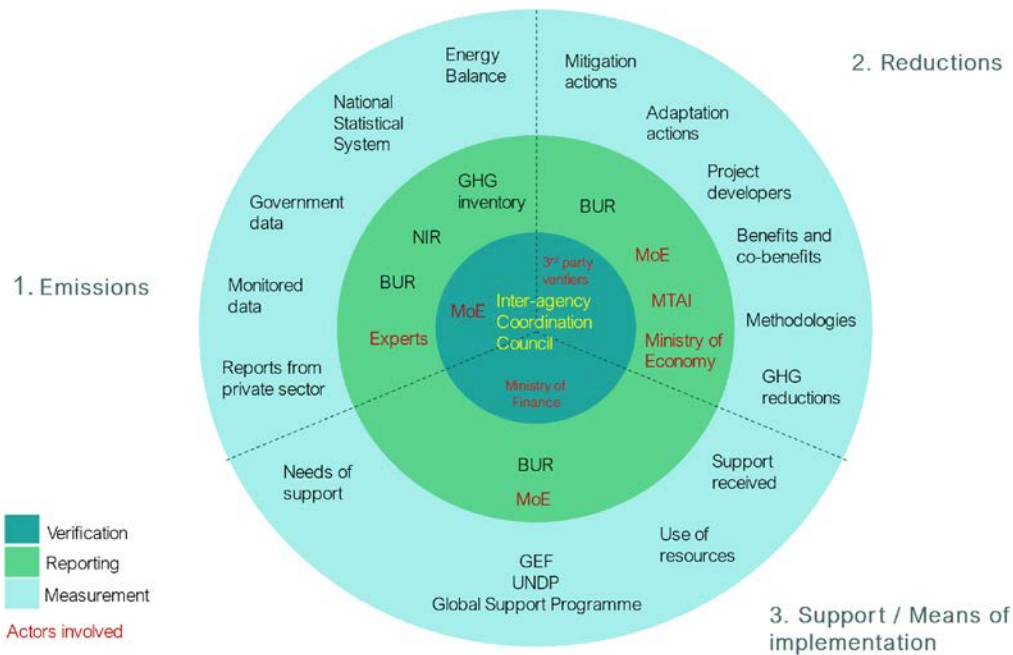 Energy
Balance
Mitigation
actions
2. Reductions
National
Statistical
System
Adaptation
actions
GHG
inventory
Project
developers
Government
data
BUR
NIR
Benefits and
co-benefits
MoE
3rd party
verifiers
BUR
1. Emissions
Monitored
data
MoE
Inter-agency
Coordination
Council
MTAI
Methodologies
Experts
Ministry of
Economy
Reports from
private sector
Ministry of
Finance
GHG
reductions
Needs of
support
BUR
MoE
Support
received
Verification
Reporting
Measurement
Actors involved
Use of
resources
GEF
UNDP
Global Support Programme
3. Support / Means of
implementation